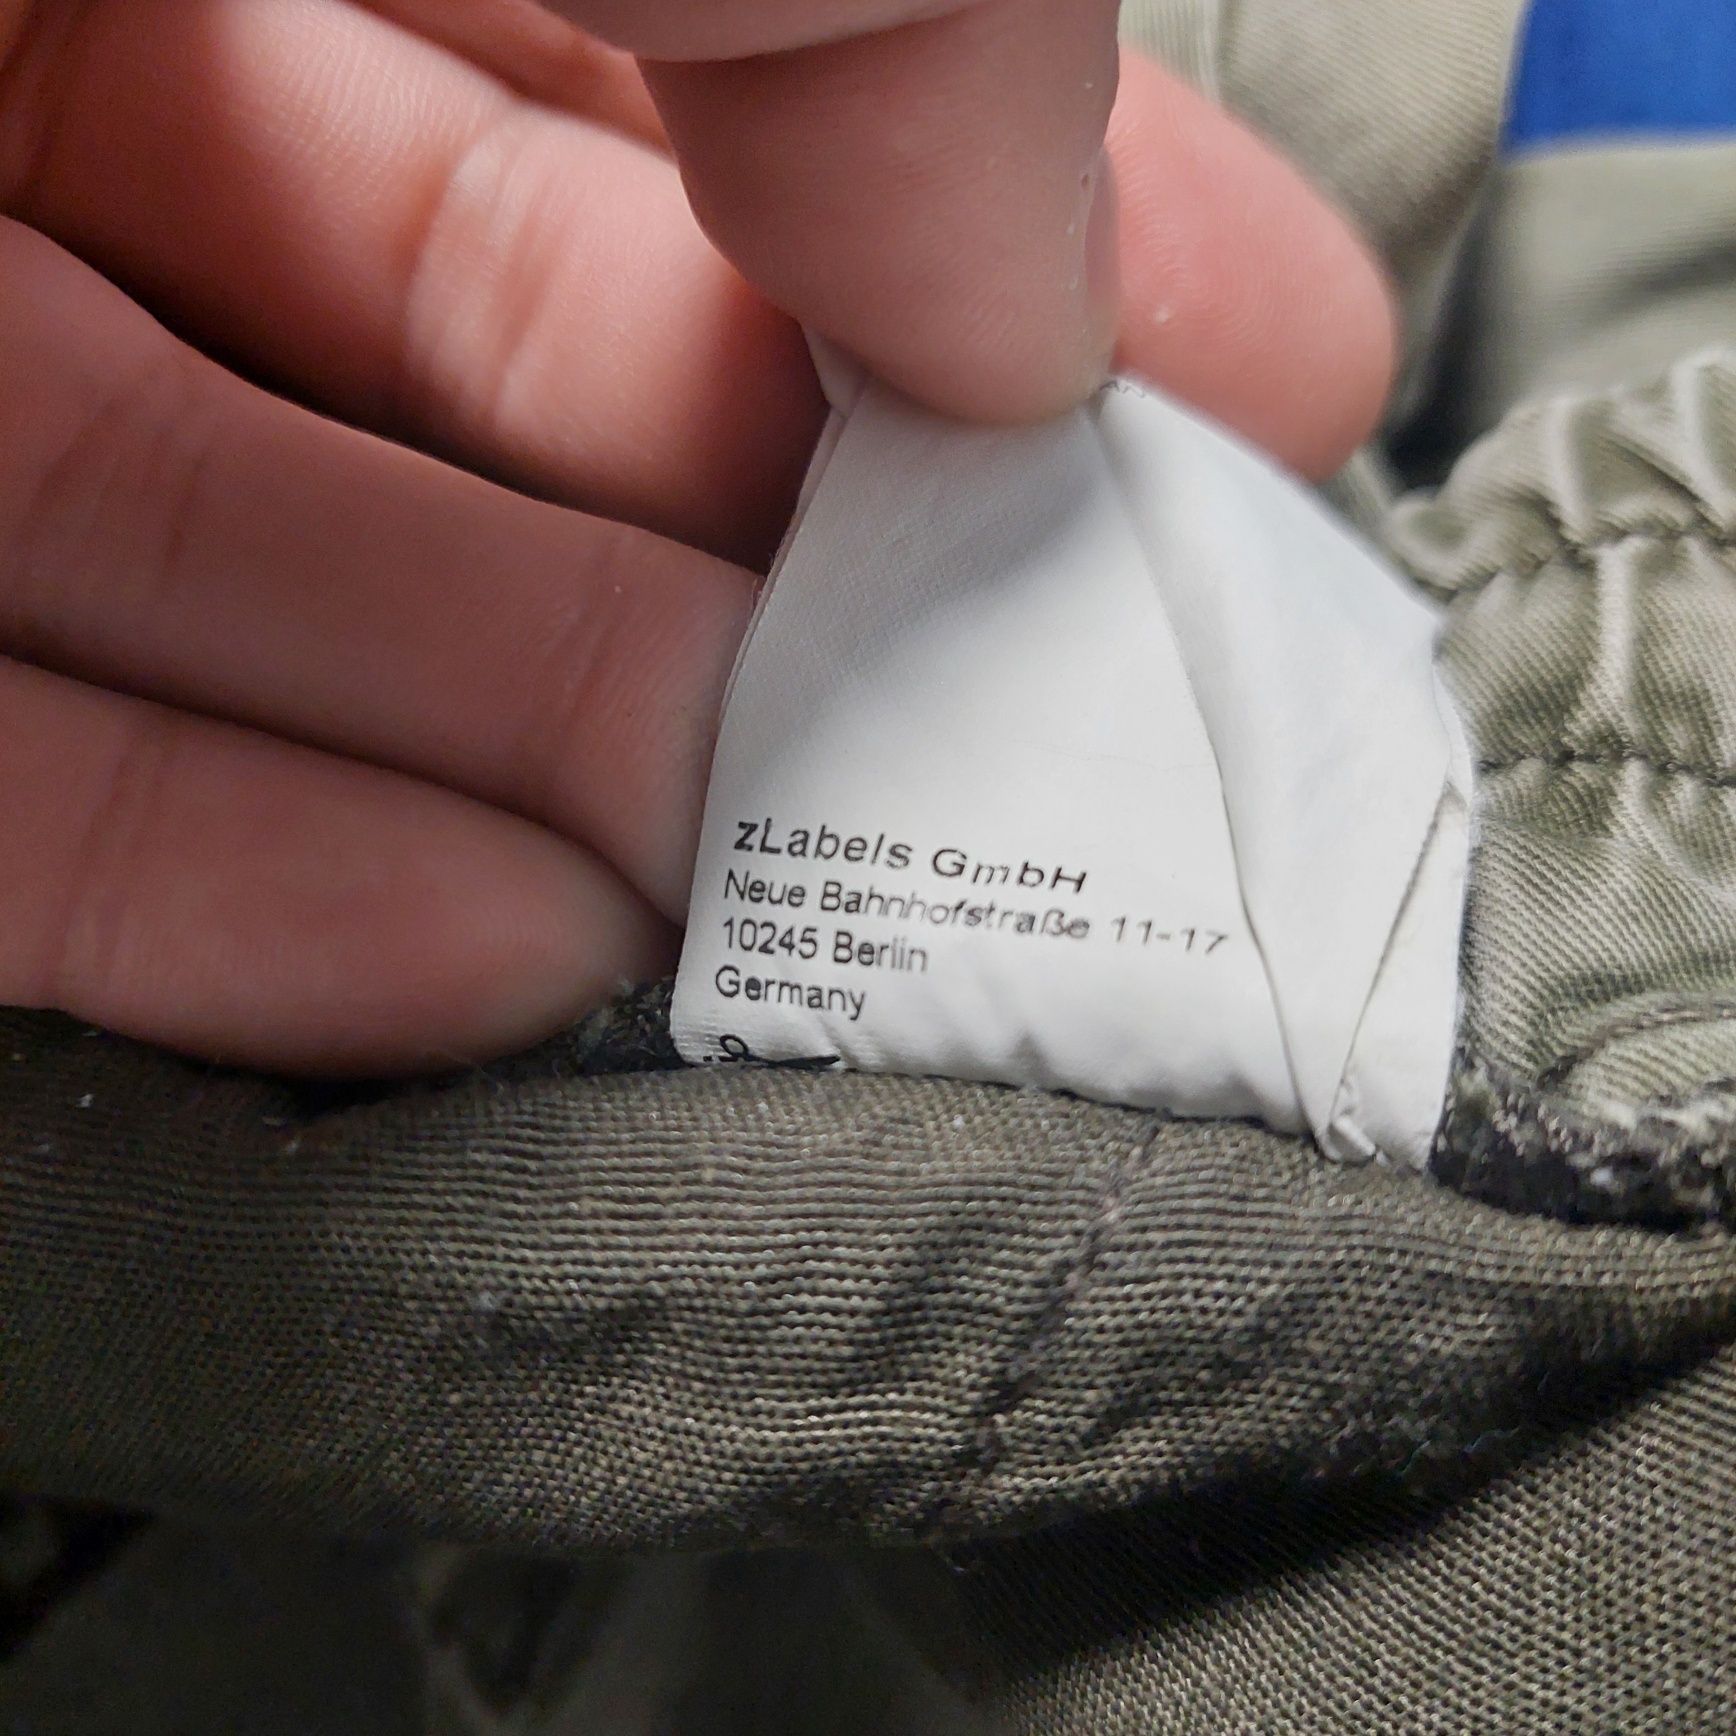 zLabels GmbH
Neue Bahnhofstraße 11-17
10245 Berlin
Germany